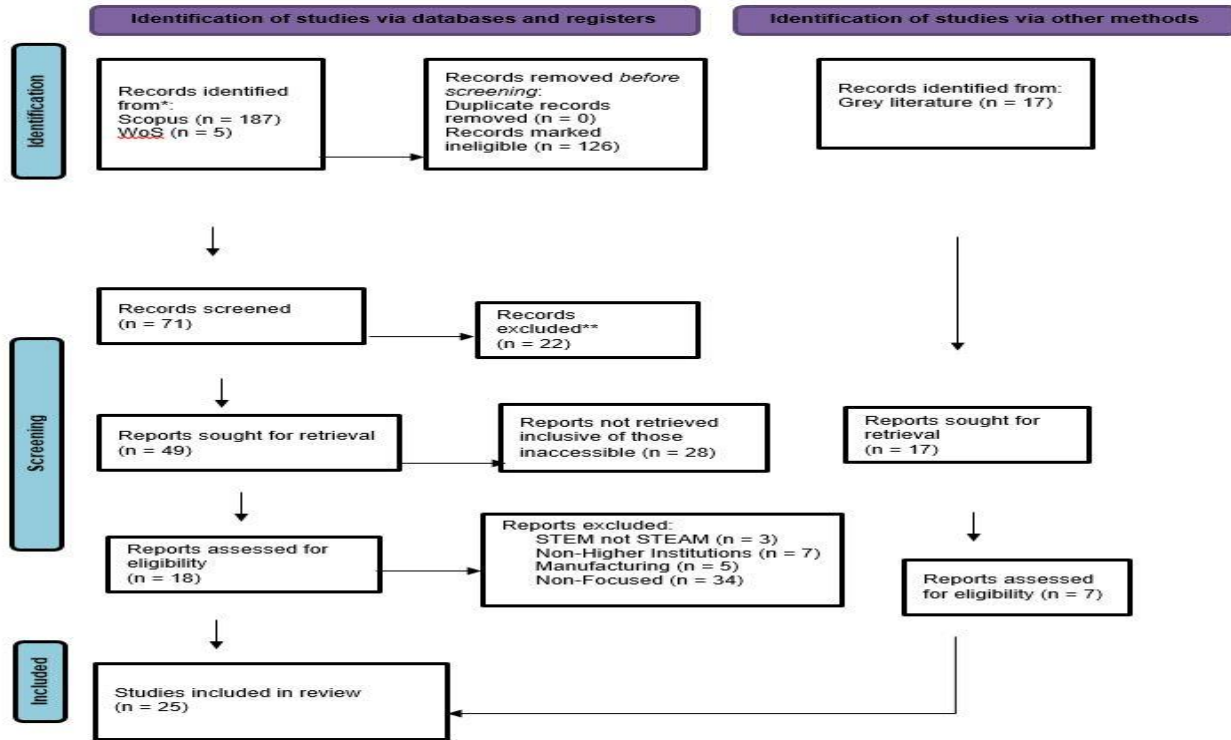 Identification of studies via databases and registers
Identification of studies via other methods
Identification
Records identified
from*:
Scopus (n = 187)
WoS (n = 5)
Records removed before
screening:
Duplicate records
removed (n = 0)
Records marked
ineligible (n = 126)
Records identified from:
Grey literature (n = 17)
Screening
Records screened
(n = 71)
Records
excluded**
(n = 22)
Reports sought for retrieval
(n = 49)
Reports not retrieved
inclusive of those
inaccessible (n = 28)
Reports sought for
retrieval
(n = 17)
Reports assessed for
eligibility
(n = 18)
Reports excluded:
STEM not STEAM (n = 3)
Non-Higher Institutions (n = 7)
Manufacturing (n = 5)
Non-Focused (n = 34)
Reports assessed
for eligibility (n = 7)
Included
Studies included in review
(n = 25)